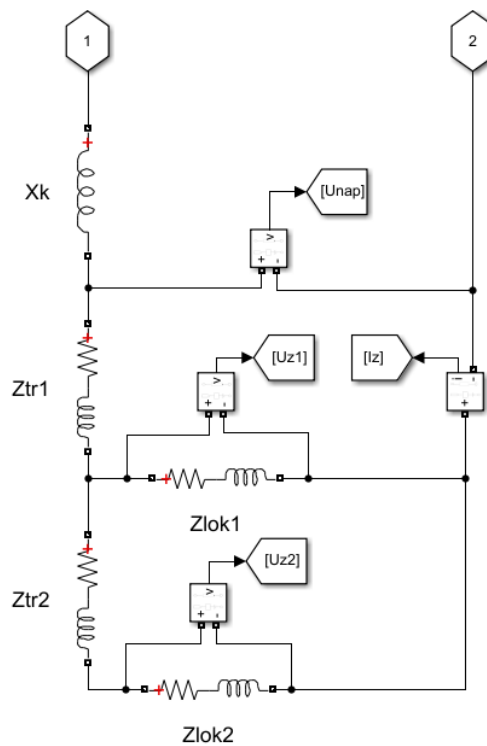 1
2
Xk
[Unap]
v
+ -
Ztr1
[Uz1]
[Iz]
v
+ -
i -
+
Zlok1
Ztr2
[Uz2]
v
+ -
Zlok2